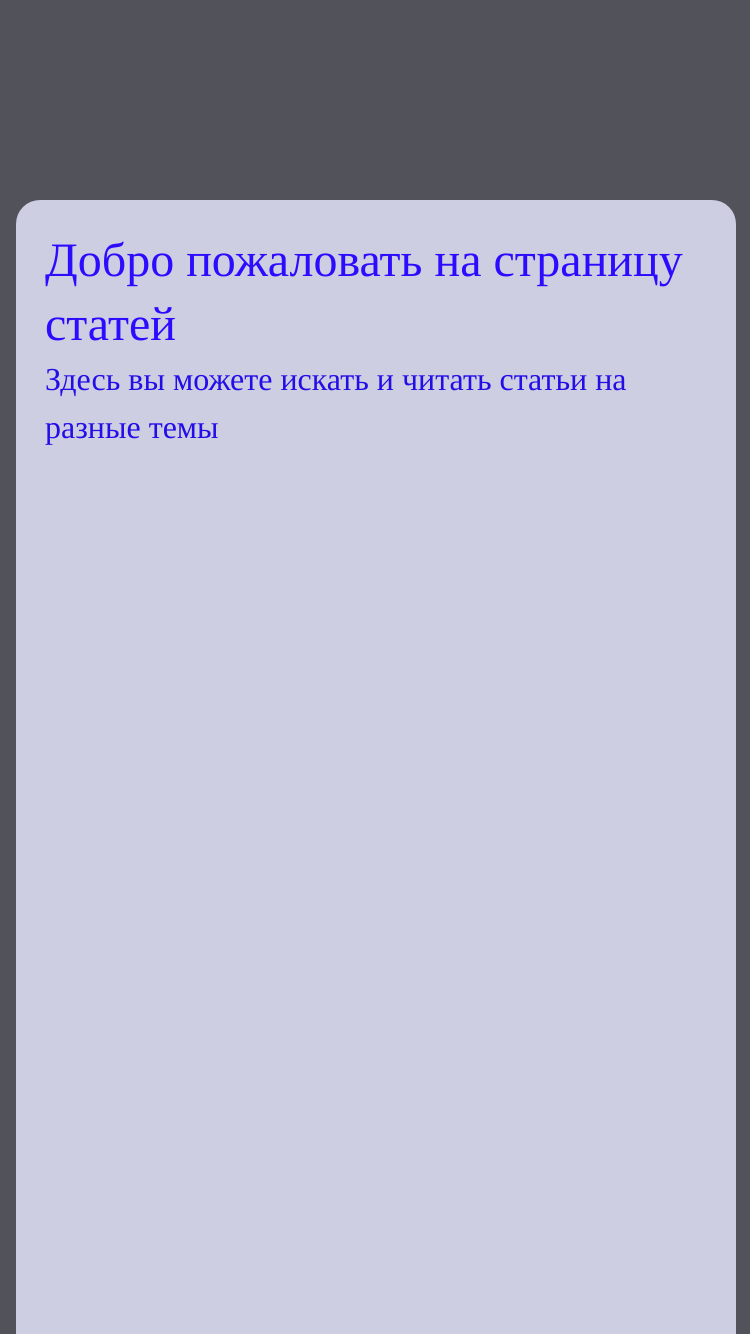 Добро пожаловать на страницу
статей
Здесь вы можете искать и читать статьи на
разные темы